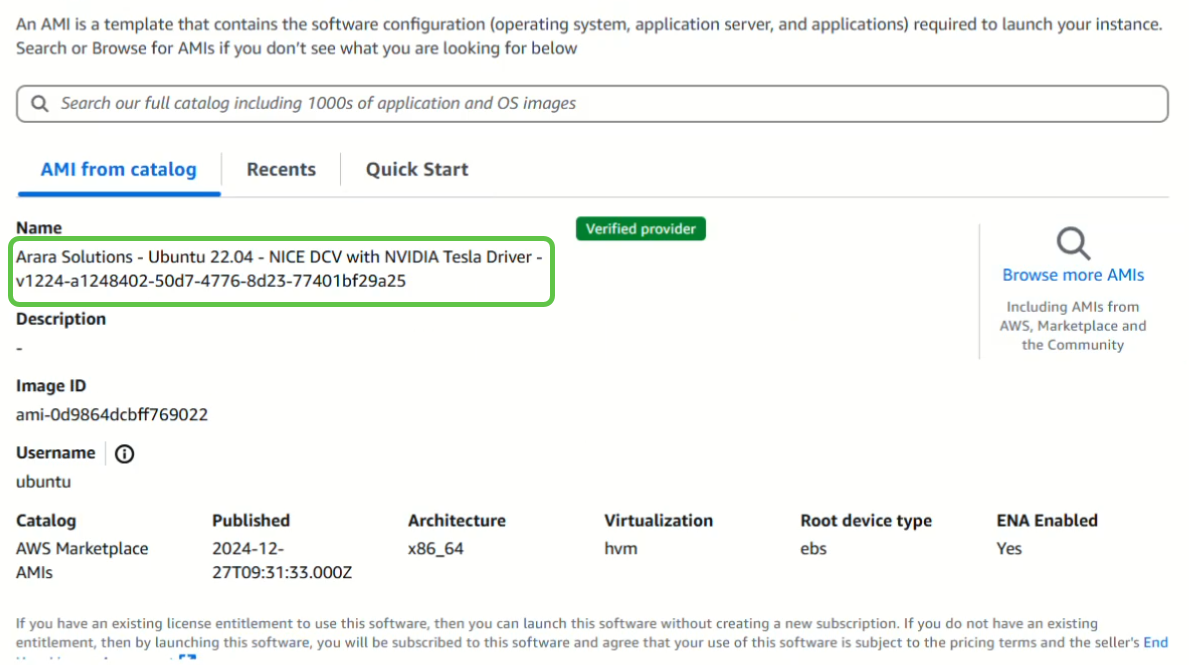 An AMI is a template that contains the software configuration (operating system, application server, and applications) required to launch your instance.
Search or Browse for AMIs if you don’t see what you are looking for below
Search our full catalog including 1000s of application and OS images
AMI from catalog
Recents
Quick Start
Name
Verified provider
Arara Solutions - Ubuntu 22.04 - NICE DCV with NVIDIA Tesla Driver -
v1224-a1248402-50d7-4776-8d23-77401bf29a25
Browse more AMIs
Including AMIs from
AWS, Marketplace and
the Community
Description
-
Image ID
ami-0d9864dcbff769022
Username
ubuntu
Catalog
AWS Marketplace
AMIs
Published
2024-12-
27T09:31:33.000Z
Architecture
x86_64
Virtualization
hvm
Root device type
ebs
ENA Enabled
Yes
If you have an existing license entitlement to use this software, then you can launch this software without creating a new subscription. If you do not have an existing
entitlement, then by launching this software, you will be subscribed to this software and agree that your use of this software is subject to the pricing terms and the seller's End